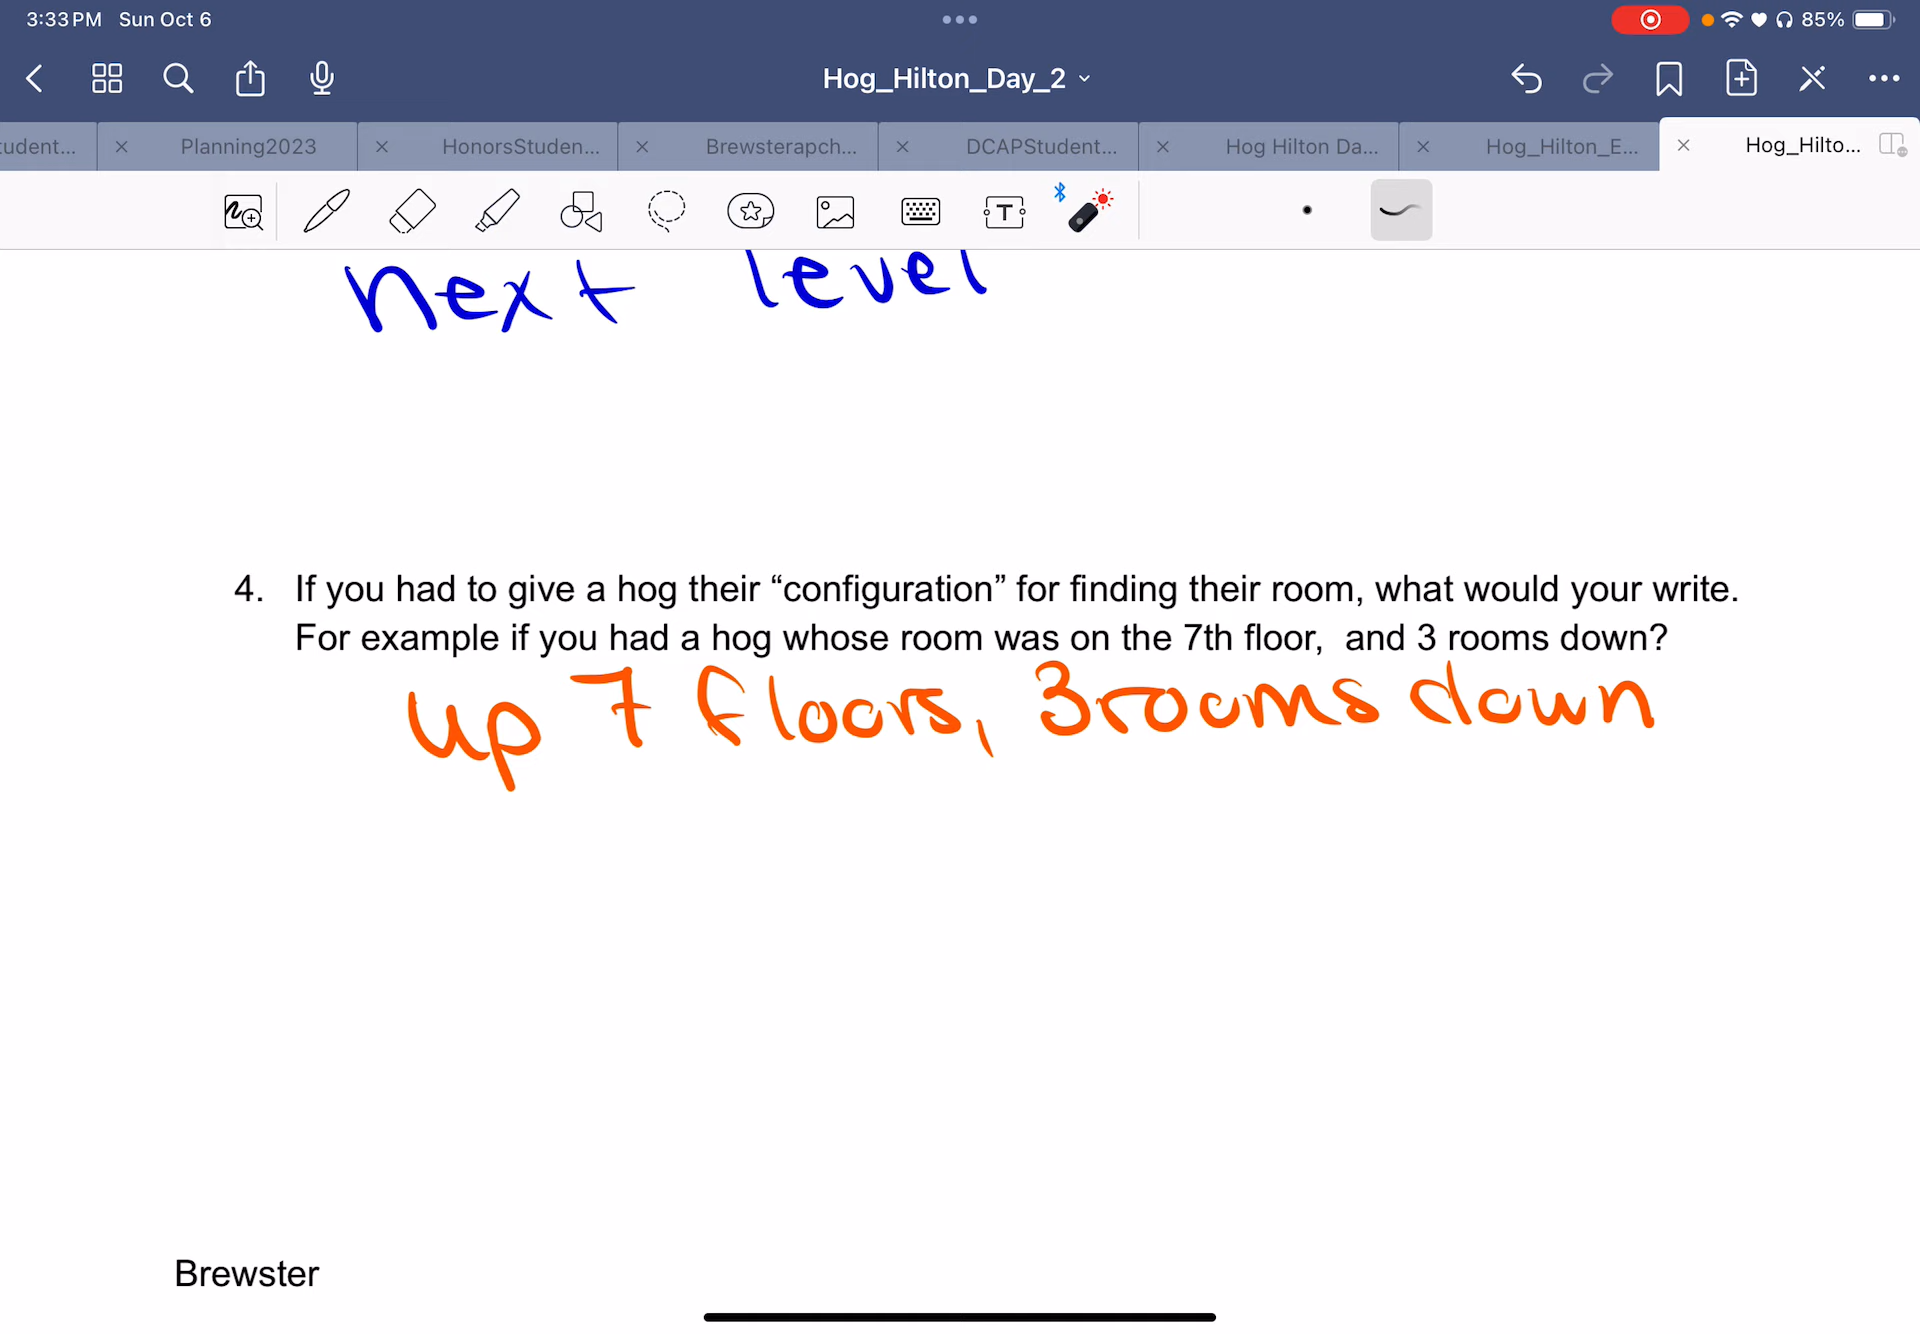 3:33 PM Sun Oct 6
85%
Hog_Hilton_Day_2
tudent...
Planning2023
HonorsStuden...
Brewsterapch...
DCAPStudent...
Hog Hilton Da...
Hog_Hilton_E...
Hog_Hilto...
next level
4. If you had to give a hog their “configuration” for finding their room, what would your write.
For example if you had a hog whose room was on the 7th floor, and 3 rooms down?
up 7 floors, 3 rooms down
Brewster